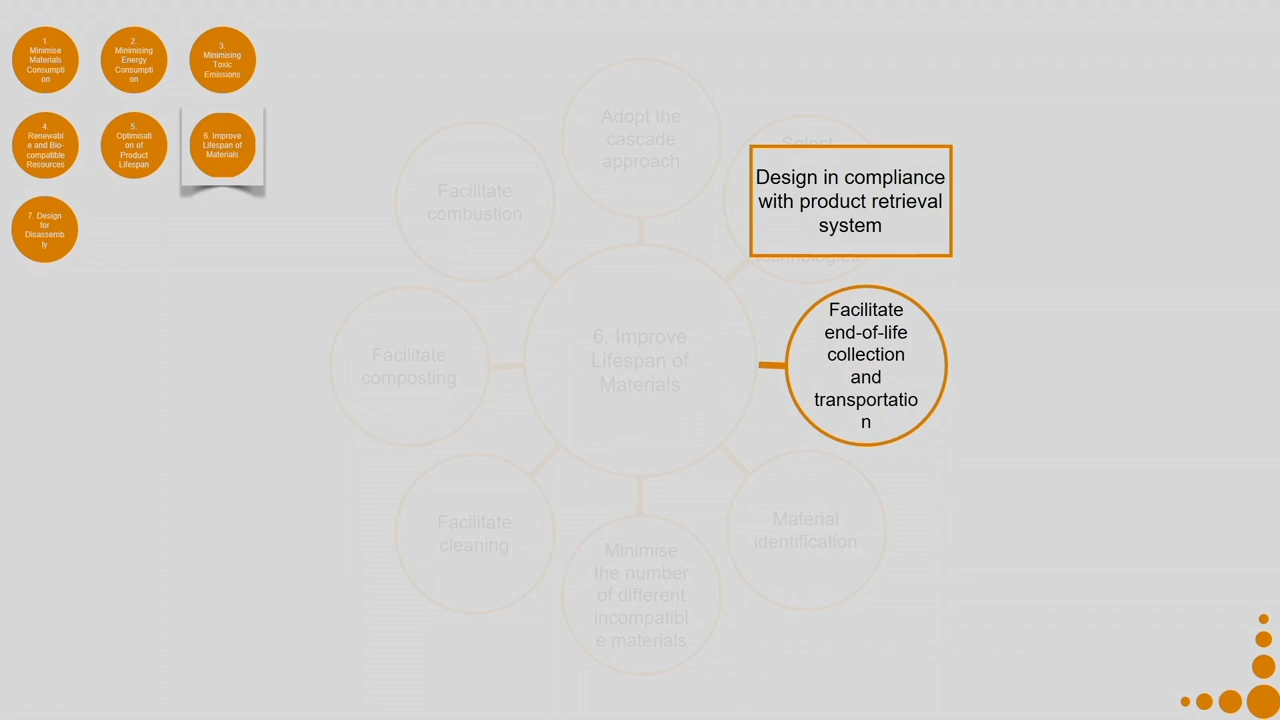 1.
Minimise
Materials
Consumpti
on
2.
Minimising
Energy
Consumpti
on
3.
Minimising
Toxic
Emissions
4.
Renewabl
e and Bio-
compatible
Resources
5.
Optimisati
on of
Product
Lifespan
6. Improve
Lifespan of
Materials
7. Design
for
Disassemb
ly
Adopt the
cascade
approach
Select
technologies
Design in compliance
with product retrieval
system
Facilitate
end-of-life
collection
and
transportatio
n
Material
identification
Minimise
the number
of different
incompatibl
e materials
Facilitate
cleaning
Facilitate
composting
Facilitate
combustion
6. Improve
Lifespan of
Materials